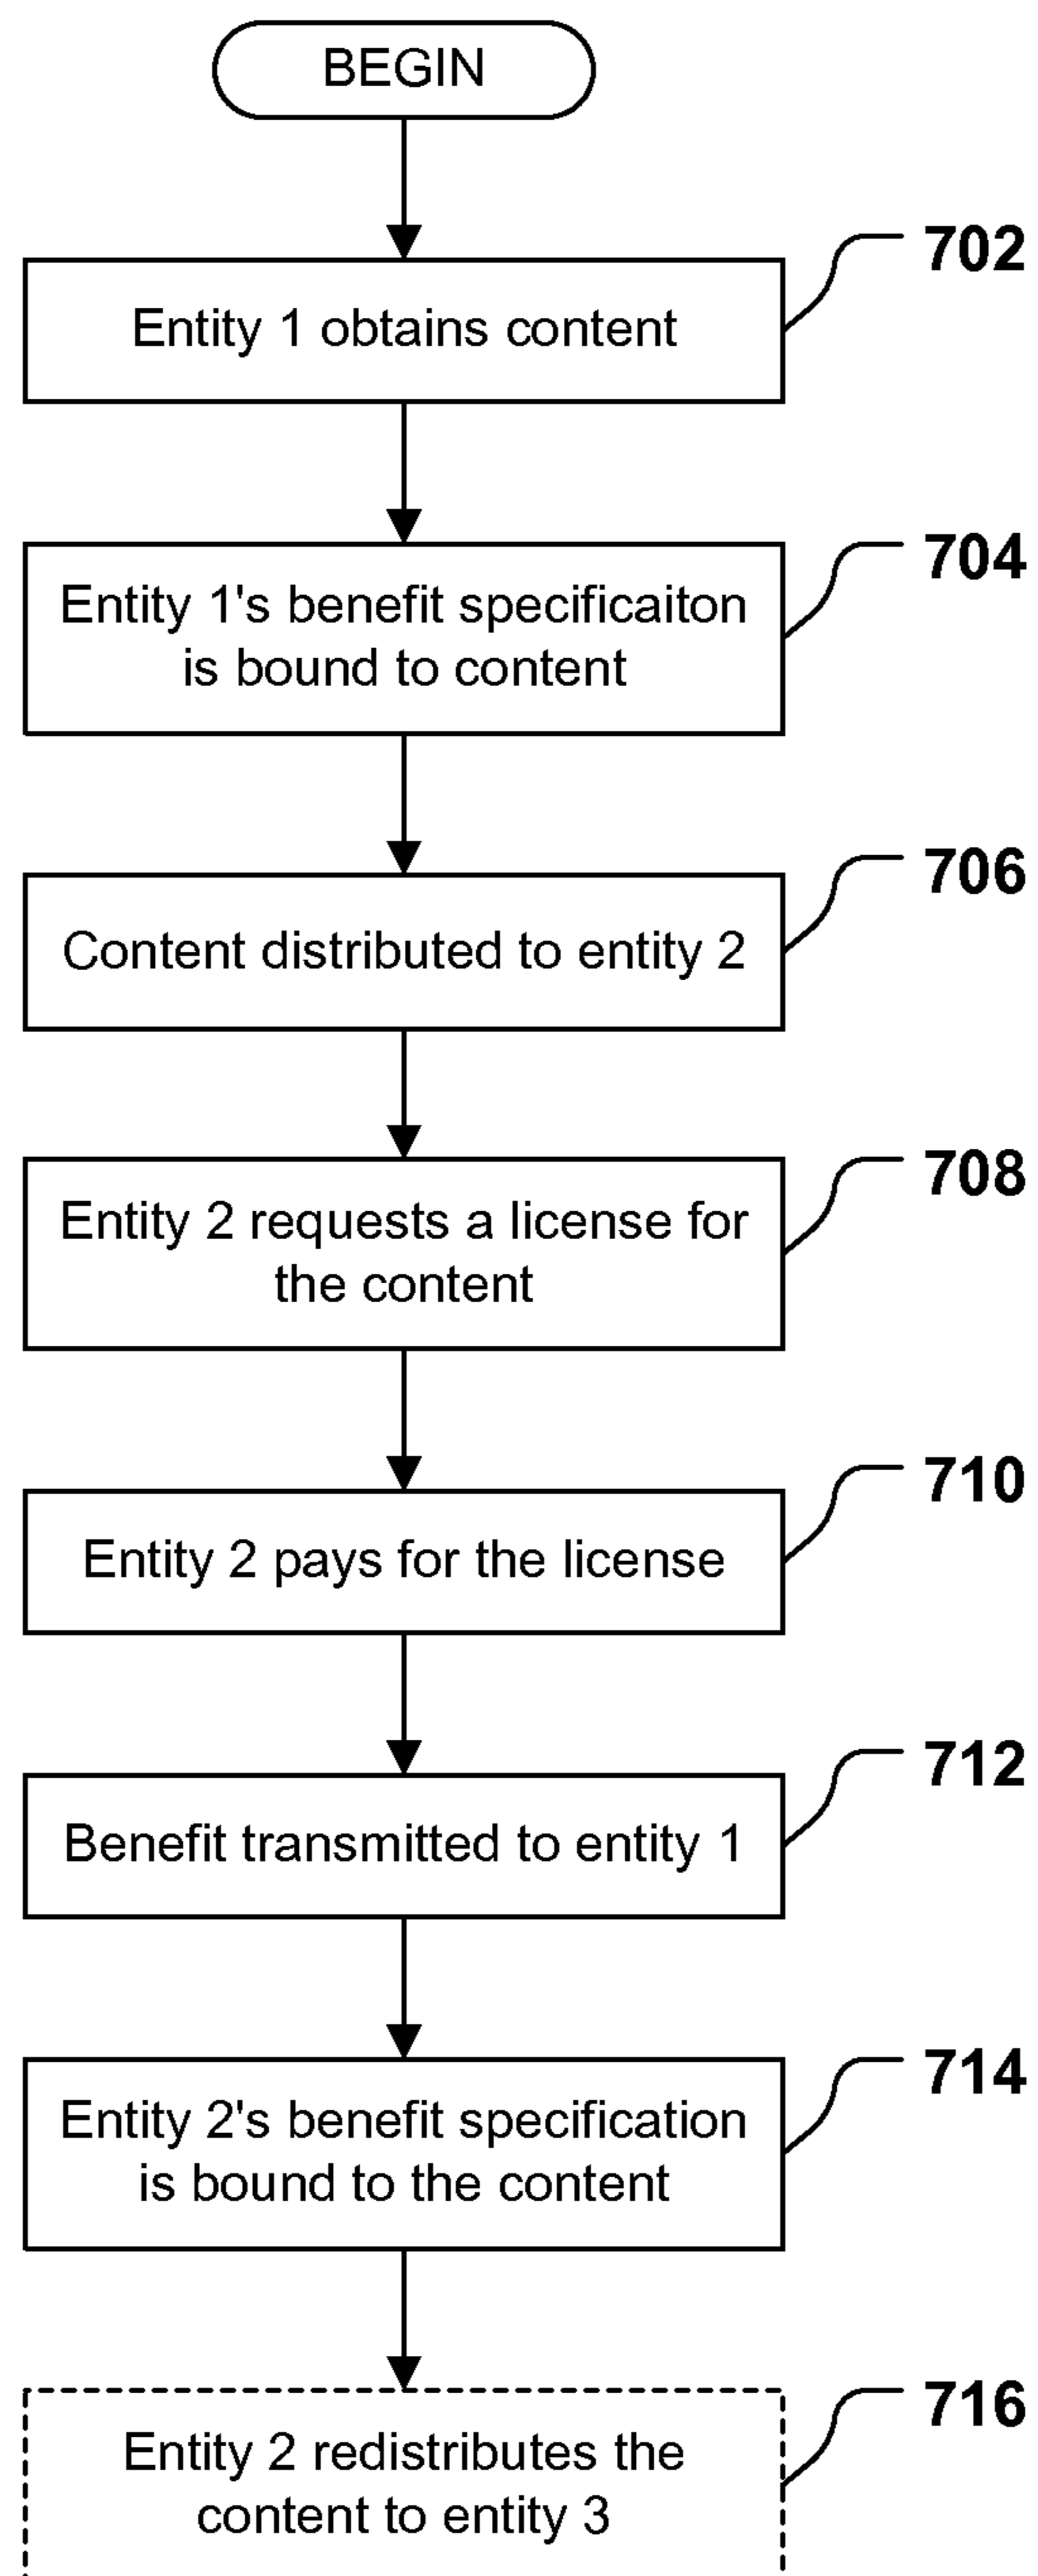 BEGIN
702
Entity 1 obtains content
704
Entity 1's benefit specificaiton
is bound to content
706
Content distributed to entity 2
708
Entity 2 requests a license for
the content
710
Entity 2 pays for the license
712
Benefit transmitted to entity 1
714
Entity 2's benefit specification
is bound to the content
716
Entity 2 redistributes the
content to entity 3